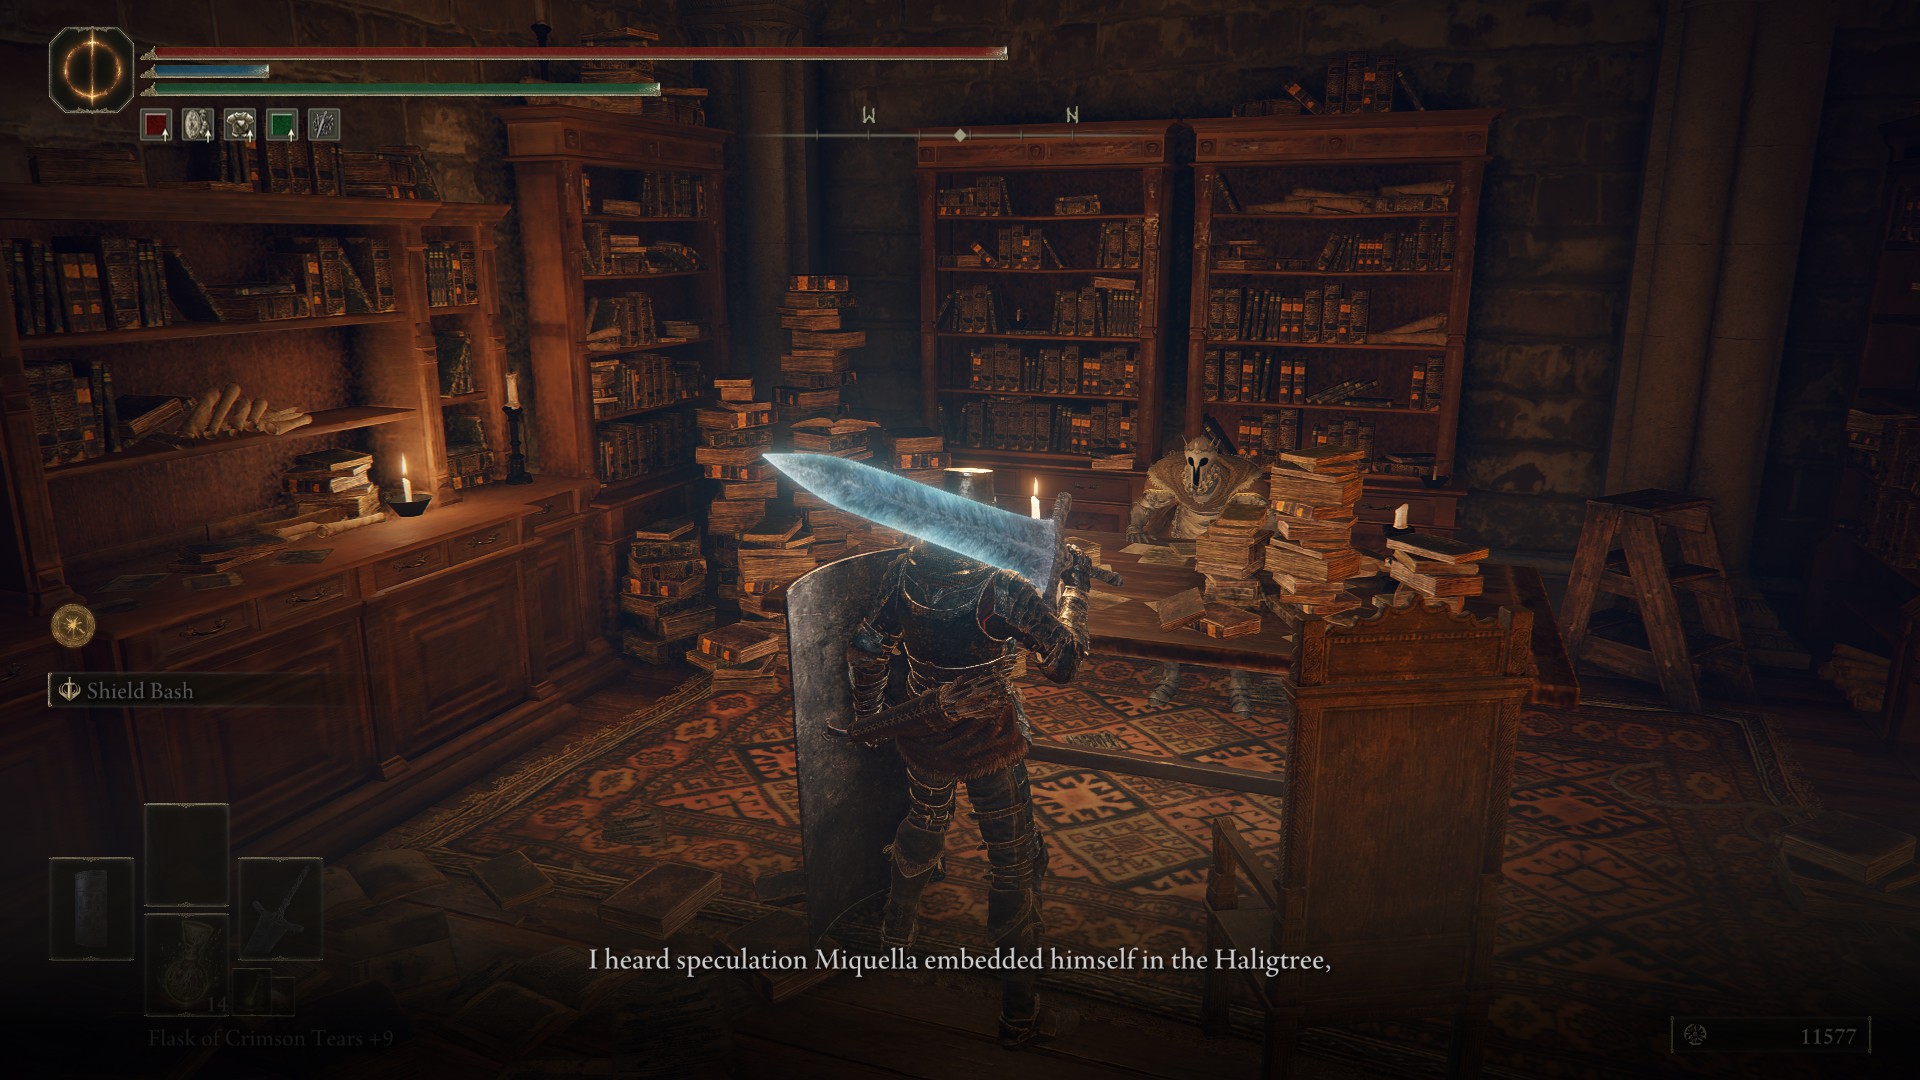 W
N
Shield Bash
I heard speculation Miquella embedded himself in the Haligtree,
14
Flask of Crimson Tears +9
11577